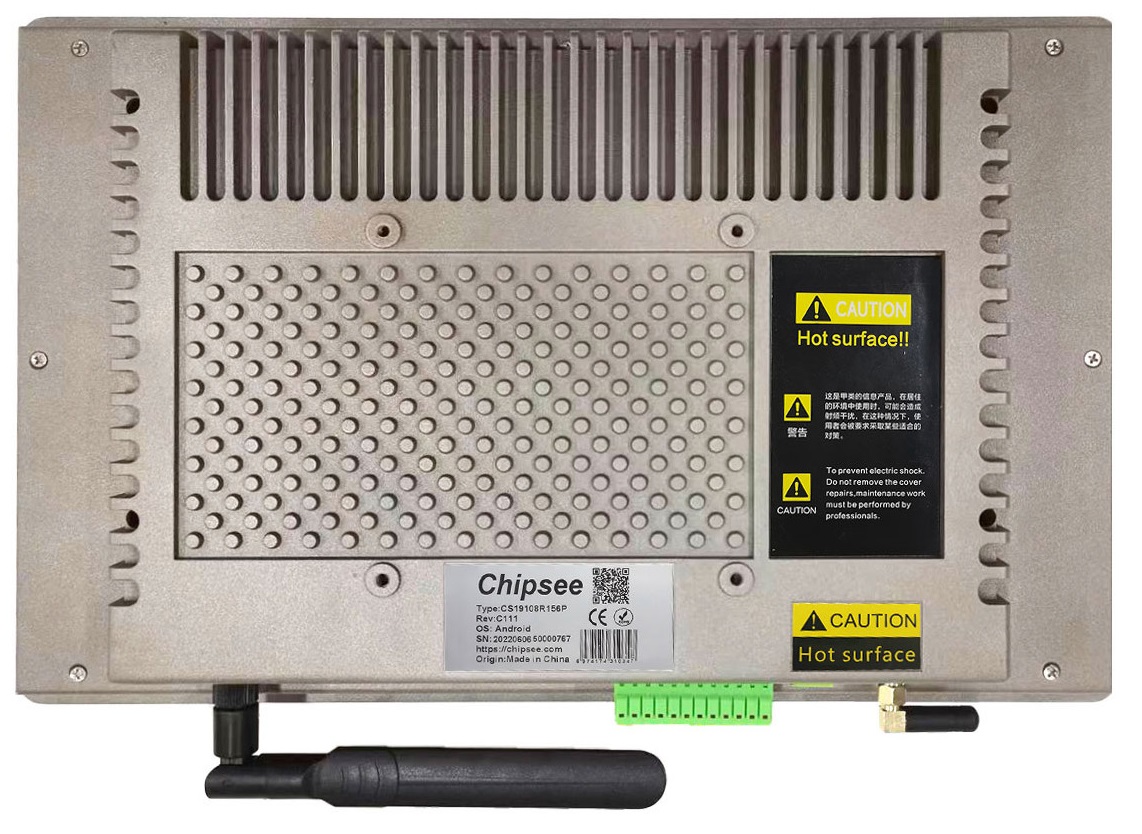 CAUTION
Hot surface!!
这是甲类的信息产品，在居住
的环境中使用时，可能会造成
射频干扰，在这种情况下，使
用者会被要求采取某些适合的
对策。
警告
To prevent electric shock.
Do not remove the cover
repairs,maintenance work
must be performed by
professionals.
CAUTION
Chipsee
Type:CS19108R156P
Rev:C111
OS: Android
SN: 2022060650000767
https://chipsee.com
Origin:Made in China
CE
CAUTION
Hot surface